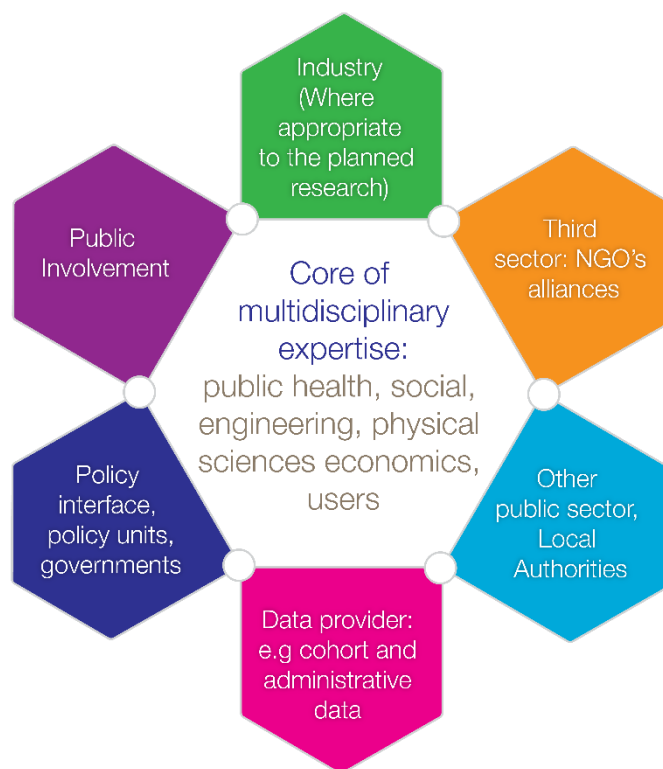 Industry
(Where
appropriate
to the planned
research)
Public
Involvement
Third
sector: NGO's
alliances
Core of
multidisciplinary
expertise:
public health, social,
engineering, physical
sciences economics,
users
Policy
interface,
policy units,
governments
Other
public sector,
Local
Authorities
Data provider:
e.g cohort and
administrative
data